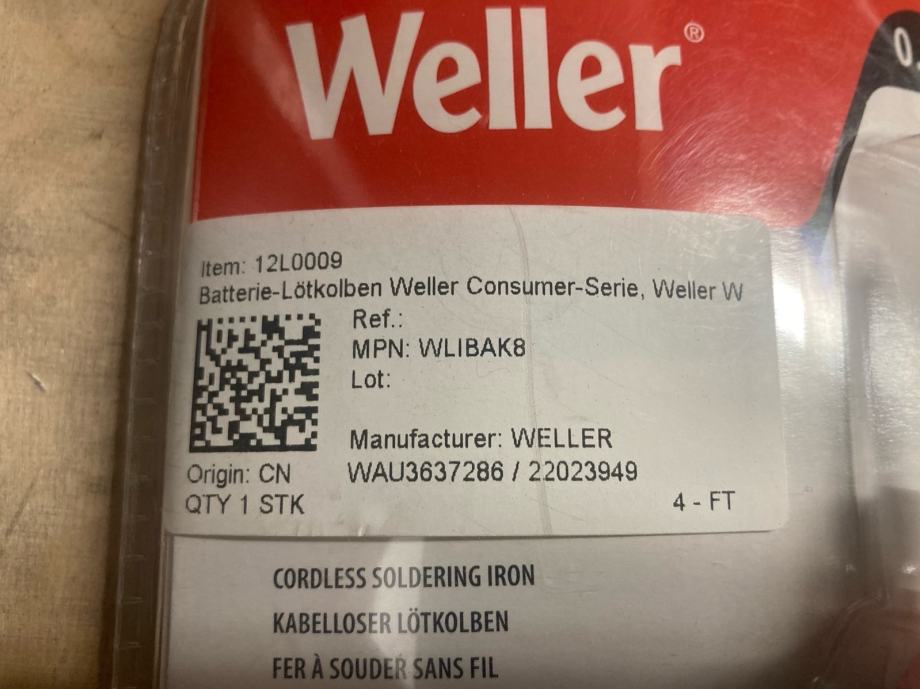 Weller®
0.
Item: 12L0009
Batterie-Lötkolben Weller Consumer-Serie, Weller W
Ref.:
MPN: WLIBAK8
Lot:
Manufacturer: WELLER
Origin: CN WAU3637286 / 22023949
QTY 1 STK 4 - FT
CORDLESS SOLDERING IRON
KABELLOSER LÖTKOLBEN
FER À SOUDER SANS FIL